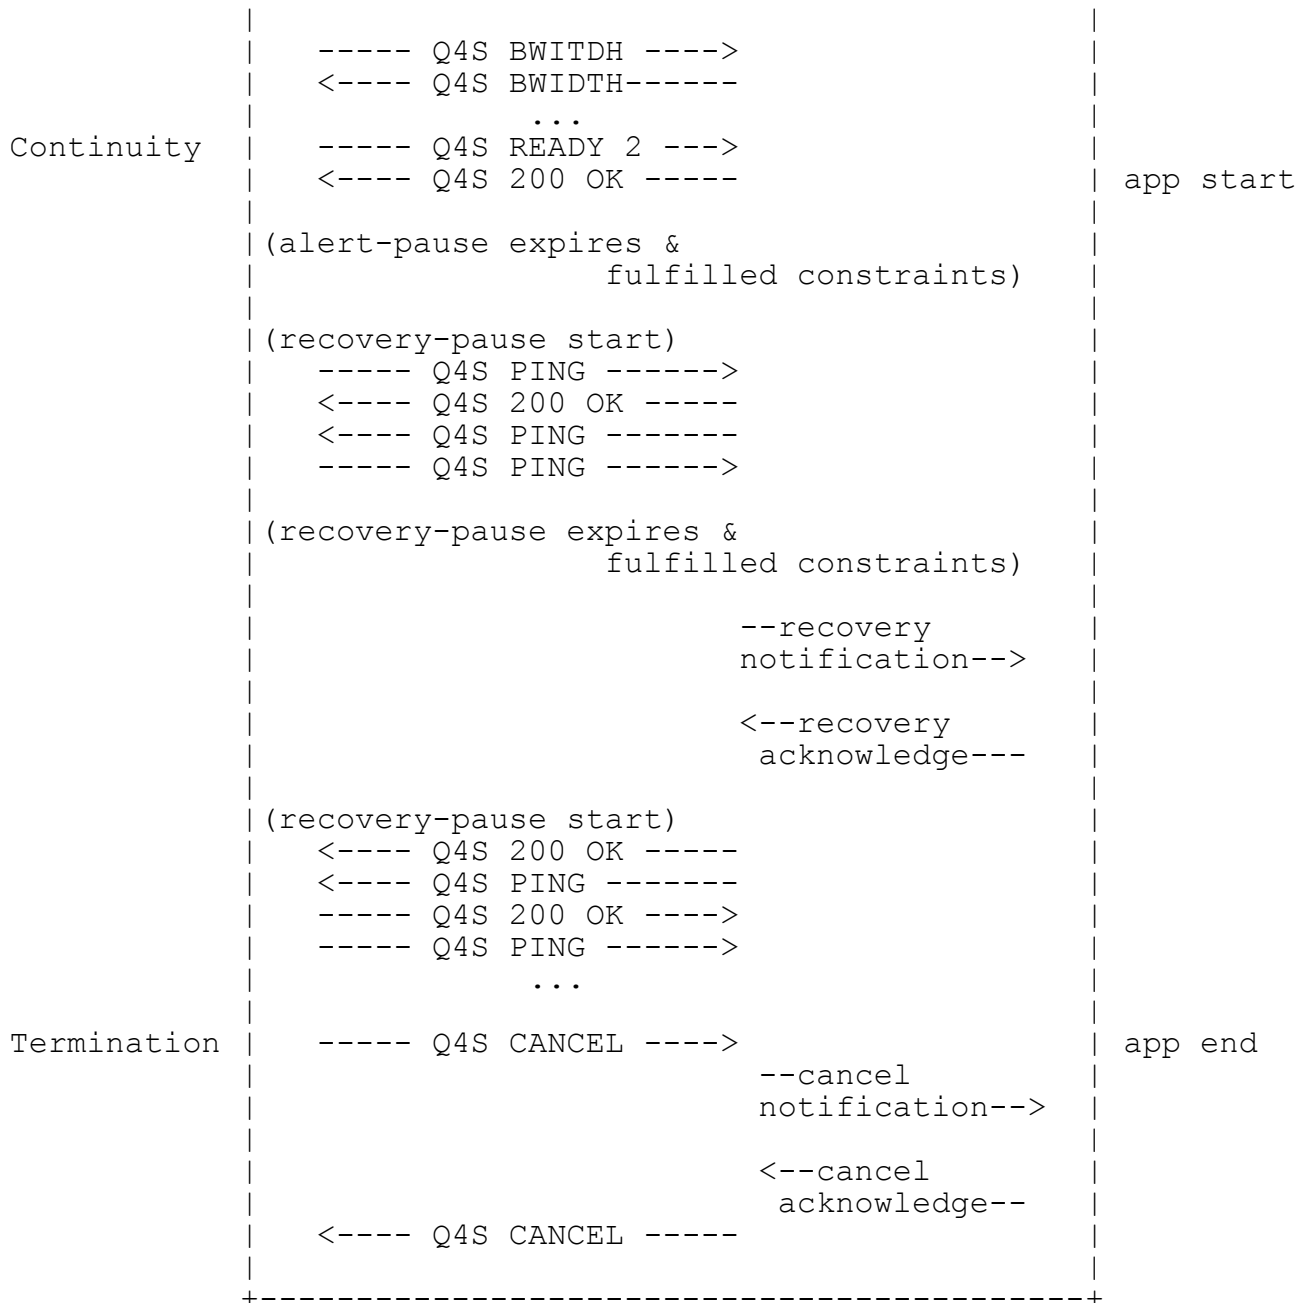 ----- Q4S BWITDH ---->
<---- Q4S BWIDTH------
...
Continuity ----- Q4S READY 2 --->
<---- Q4S 200 OK ----- app start
(alert-pause expires &
fulfilled constraints)
(recovery-pause start)
----- Q4S PING ------>
<---- Q4S 200 OK -----
<---- Q4S PING -------
----- Q4S PING ------>
(recovery-pause expires &
fulfilled constraints)
--recovery
notification-->
<--recovery
acknowledge---
(recovery-pause start)
<---- Q4S 200 OK -----
<---- Q4S PING -------
----- Q4S 200 OK ---->
----- Q4S PING ------>
...
Termination ----- Q4S CANCEL ----> app end
--cancel
notification-->
<--cancel
acknowledge--
<---- Q4S CANCEL -----